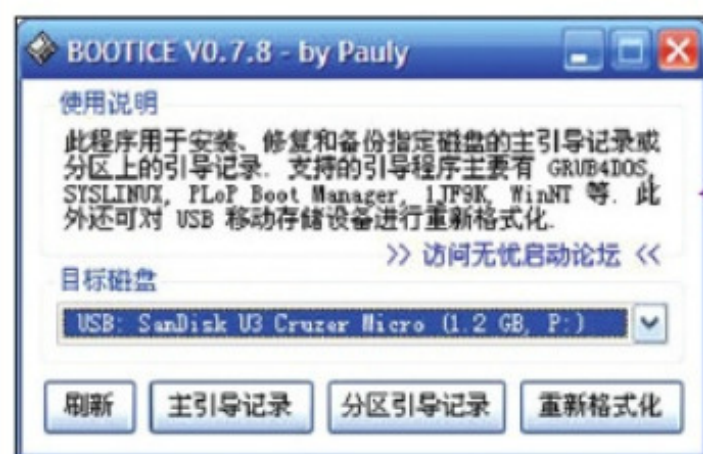 BOOTICE V0.7.8 - by Pauly
使用说明
此程序用于安装、修复和备份指定磁盘的主引导记录或
分区上的引导记录. 支持的引导程序主要有 GRUB4DOS,
SYSLINUX, PLoP Boot Manager, 1JF9K, WinNT 等. 此
外还可对 USB 移动存储设备进行重新格式化.
>> 访问无忧启动论坛 <<
目标磁盘
USB: SanDisk U3 Cruzer Micro (1.2 GB, P:)
刷新 主引导记录 分区引导记录 重新格式化